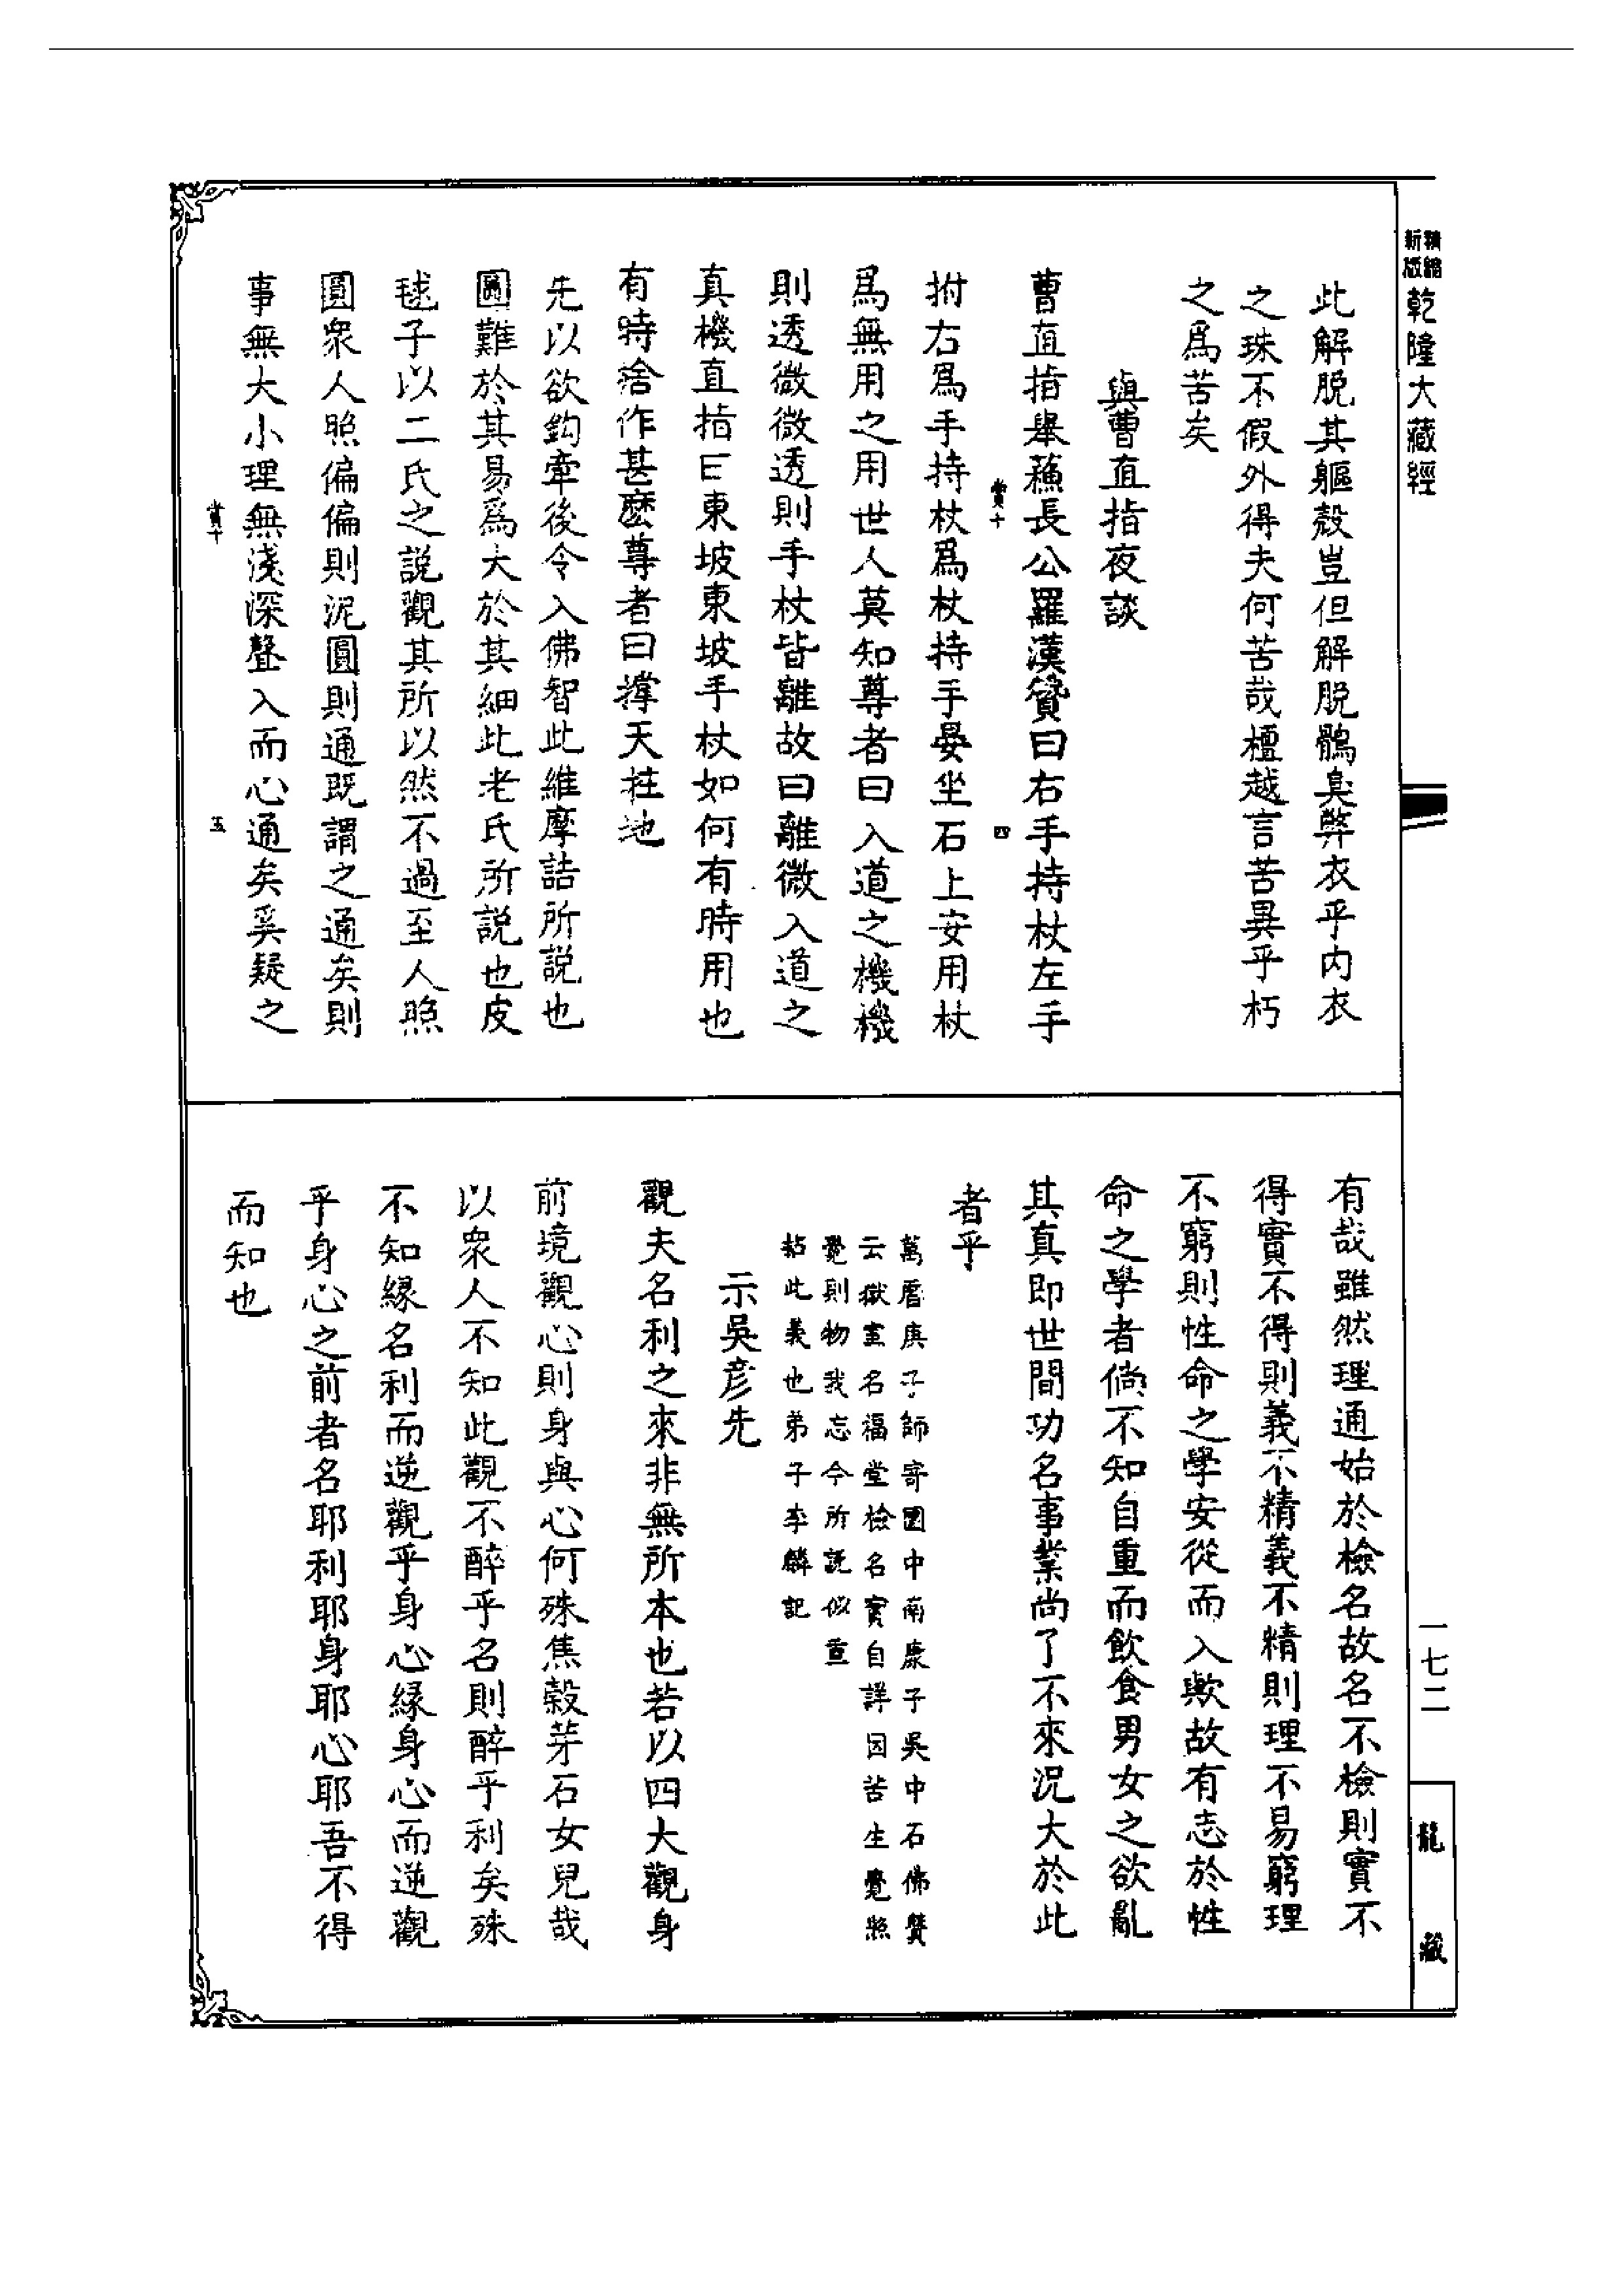 精縮
新版
乾隆大藏經
此解脫其軀殼豈但解脫鶻臭弊衣乎內衣
之珠不假外得夫何苦哉檀越言苦異乎朽
之爲苦矣
與曹直指夜談
曹直指舉蘓長公羅漢贊曰右手持杖左手
賞十
四
拊右爲手持杖爲杖持手晏坐石上安用杖
爲無用之用世人莫知尊者曰入道之機機
則透微微透則手杖皆離故曰離微入道之
真機直指曰東坡東坡手杖如何有時用也
有時捨作甚麽尊者曰撑天拄地
先以欲鈎牽後令入佛智此維摩詰所說也
圖難於其易爲大於其細此老氏所說也皮
毬子以二氏之說觀其所以然不過至人照
圓衆人照偏偏則泥圓則通既謂之通矣則
事無大小理無淺深聲入而心通矣奚疑之
賞十
五
有哉雖然理通始於檢名故名不檢則實不
得實不得則義不精義不精則理不易窮理
不窮則性命之學安從而入歟故有志於性
命之學者倘不知自重而飲食男女之欲亂
其真即世間功名事業尚了不來況大於此
者乎
萬曆庚子師寄園中南康子吳中石佛贊
云獄室名福堂檢名實自詳因苦生覺照
覺則物我忘今所託似重
拈此義也弟子李麟記
示吳彥先
觀夫名利之來非無所本也若以四大觀身
前境觀心則身與心何殊焦穀芽石女兒哉
以衆人不知此觀不醉乎名則醉乎利矣殊
不知緣名利而逆觀乎身心緣身心而逆觀
乎身心之前者名耶利耶身耶心耶吾不得
而知也
一七二
龍
藏